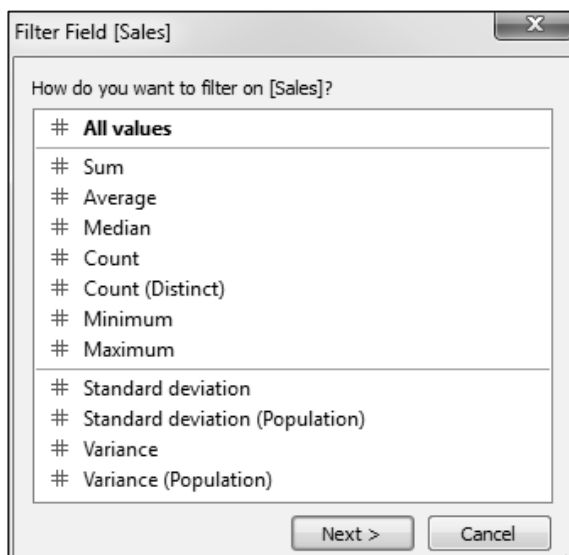 Filter Field [Sales]
X
How do you want to filter on [Sales]?
# All values
# Sum
# Average
# Median
# Count
# Count (Distinct)
# Minimum
# Maximum
# Standard deviation
# Standard deviation (Population)
# Variance
# Variance (Population)
Next > Cancel